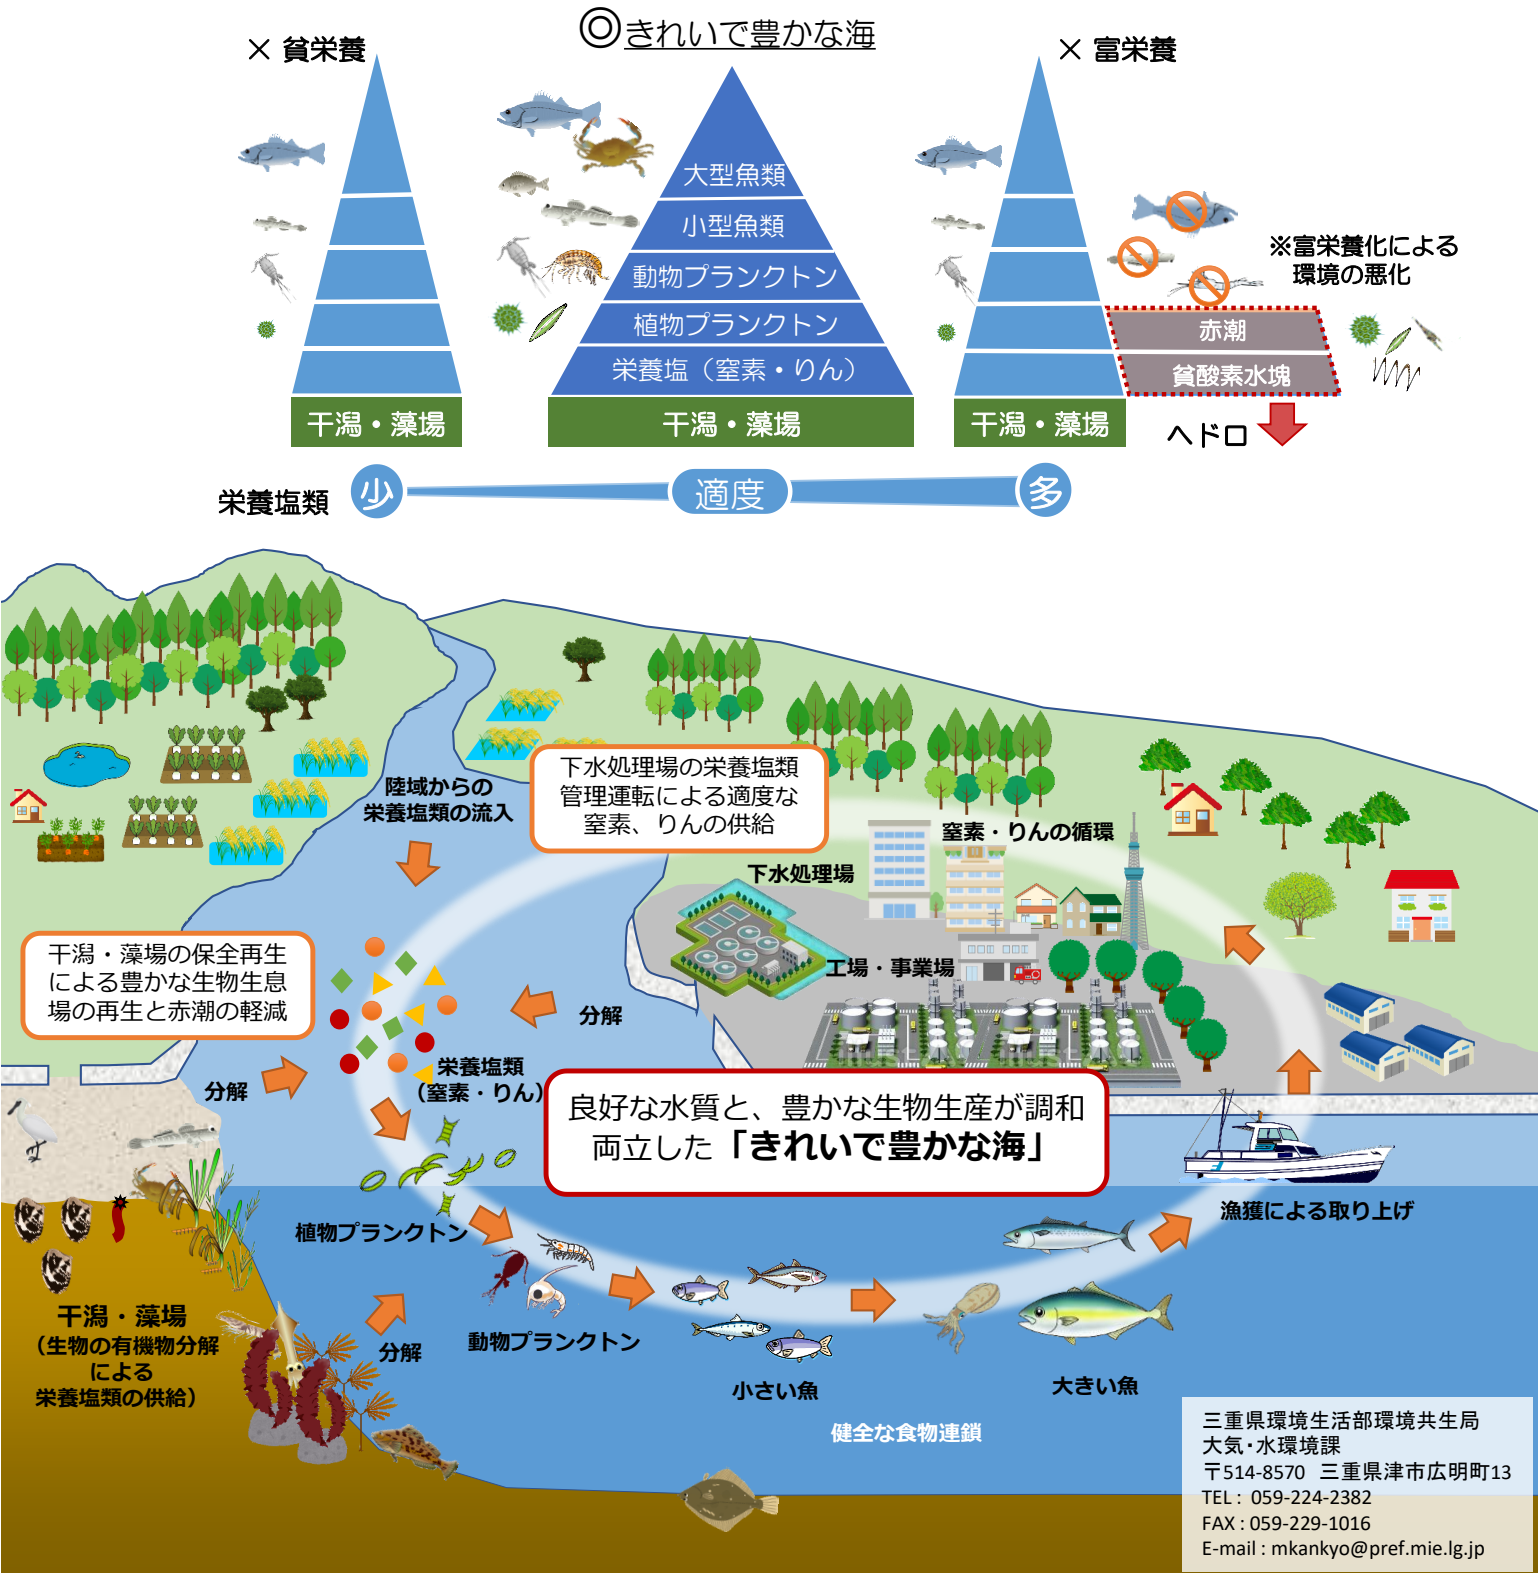 ◎きれいで豊かな海
× 貧栄養
× 富栄養
大型魚類
小型魚類
動物プランクトン
植物プランクトン
栄養塩（窒素・りん）
※富栄養化による
環境の悪化
赤潮
貧酸素水塊
干潟・藻場
干潟・藻場
干潟・藻場
ヘドロ
栄養塩類
少
適度
多
陸域からの
栄養塩類の流入
下水処理場の栄養塩類
管理運転による適度な
窒素、りんの供給
窒素・りんの循環
下水処理場
工場・事業場
干潟・藻場の保全再生
による豊かな生物生息
場の再生と赤潮の軽減
分解
分解
栄養塩類
（窒素・りん）
良好な水質と、豊かな生物生産が調和
両立した「きれいで豊かな海」
漁獲による取り上げ
植物プランクトン
干潟・藻場
（生物の有機物分解
による
栄養塩類の供給）
分解
動物プランクトン
小さい魚
大きい魚
健全な食物連鎖
三重県環境生活部環境共生局
大気・水環境課
〒514-8570 三重県津市広明町13
TEL : 059-224-2382
FAX : 059-229-1016
E-mail : mkankyo@pref.mie.lg.jp